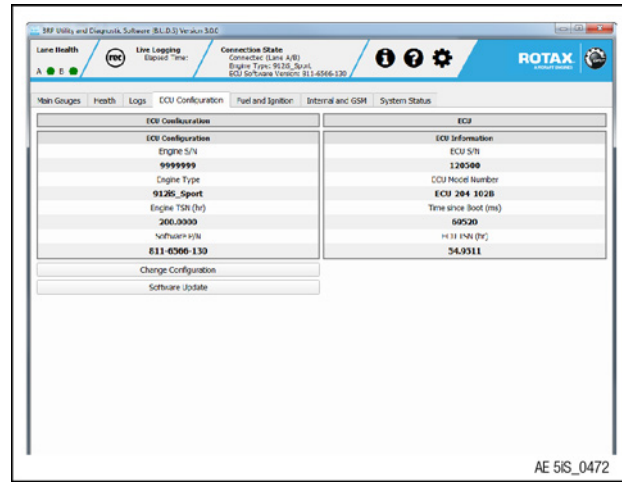 BRP Utility and Diagnostic Software (B.U.D.S) Version 3.0.0
Lane Health
A B
rec
Live Logging
Elapsed Time:
Connection State
Connected (Lane A/B)
Engine Type: 912iS_Sport
ECU Software Version: 811-6566-130
ROTAX
Main Gauges Health Logs ECU Configuration Fuel and Ignition Internal and GSM System Status
ECU Configuration
ECU Configuration
Engine S/N
9999999
Engine Type
912iS_Sport
Engine TSN (hr)
200.0000
Software P/N
811-6566-130
Change Configuration
Software Update
ECU
ECU Information
ECU S/N
120500
ECU Model Number
ECU 204 102B
Time since Boot (ms)
69520
ECU TSN (hr)
54.9511
AE 5iS_0472